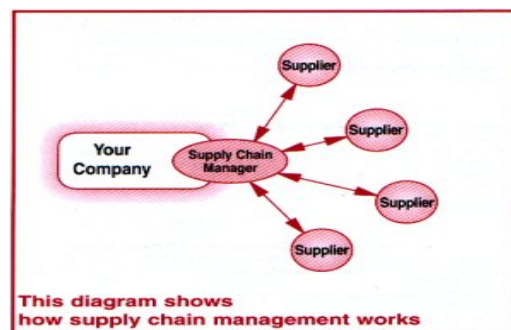 Supplier
Supplier
Your
Company
Supply Chain
Manager
Supplier
Supplier
This diagram shows
how supply chain management works